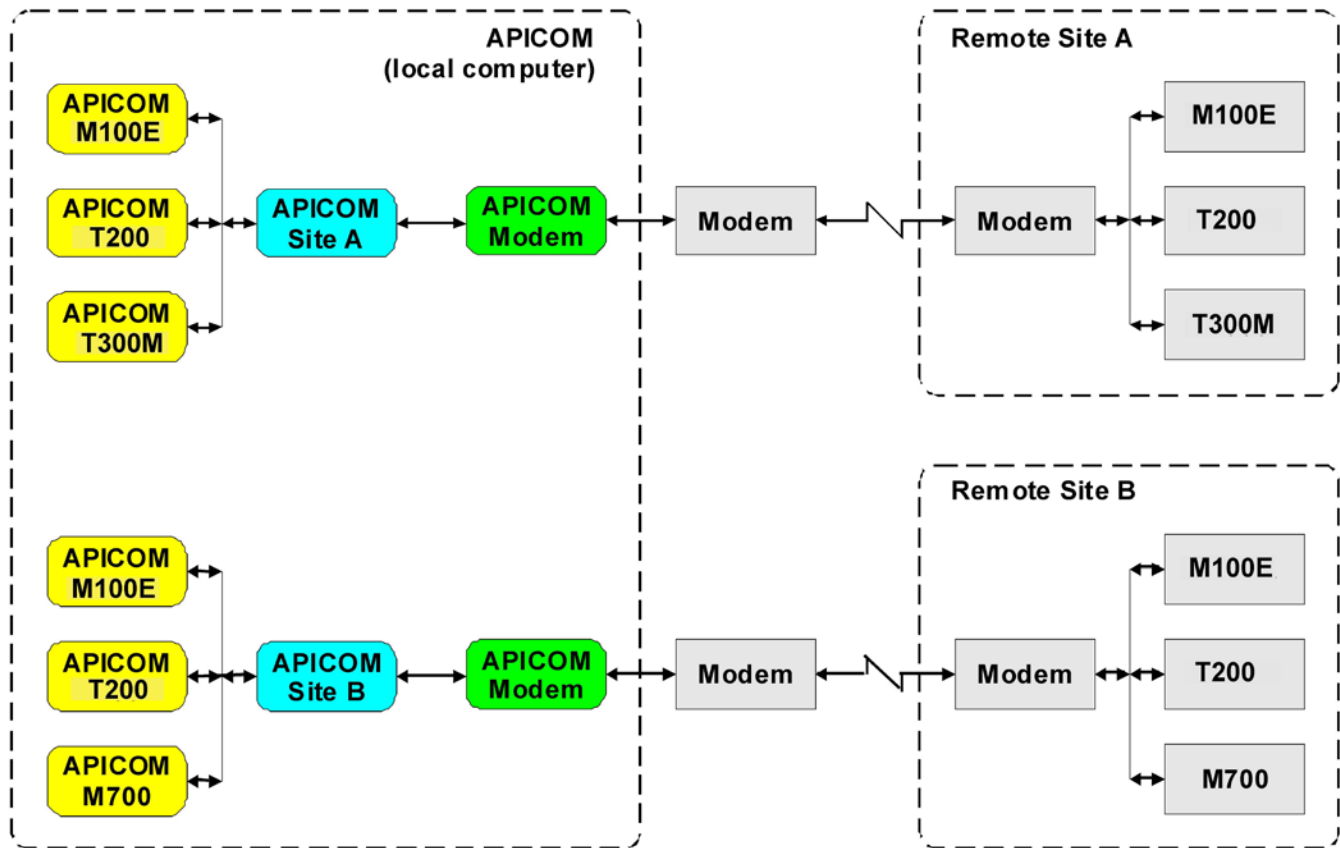 APICOM
(local computer)
Remote Site A
APICOM
M100E
APICOM
T200
APICOM
T300M
APICOM
Site A
APICOM
Modem
Modem
Modem
M100E
T200
T300M
Remote Site B
APICOM
M100E
APICOM
T200
APICOM
M700
APICOM
Site B
APICOM
Modem
Modem
Modem
M100E
T200
M700